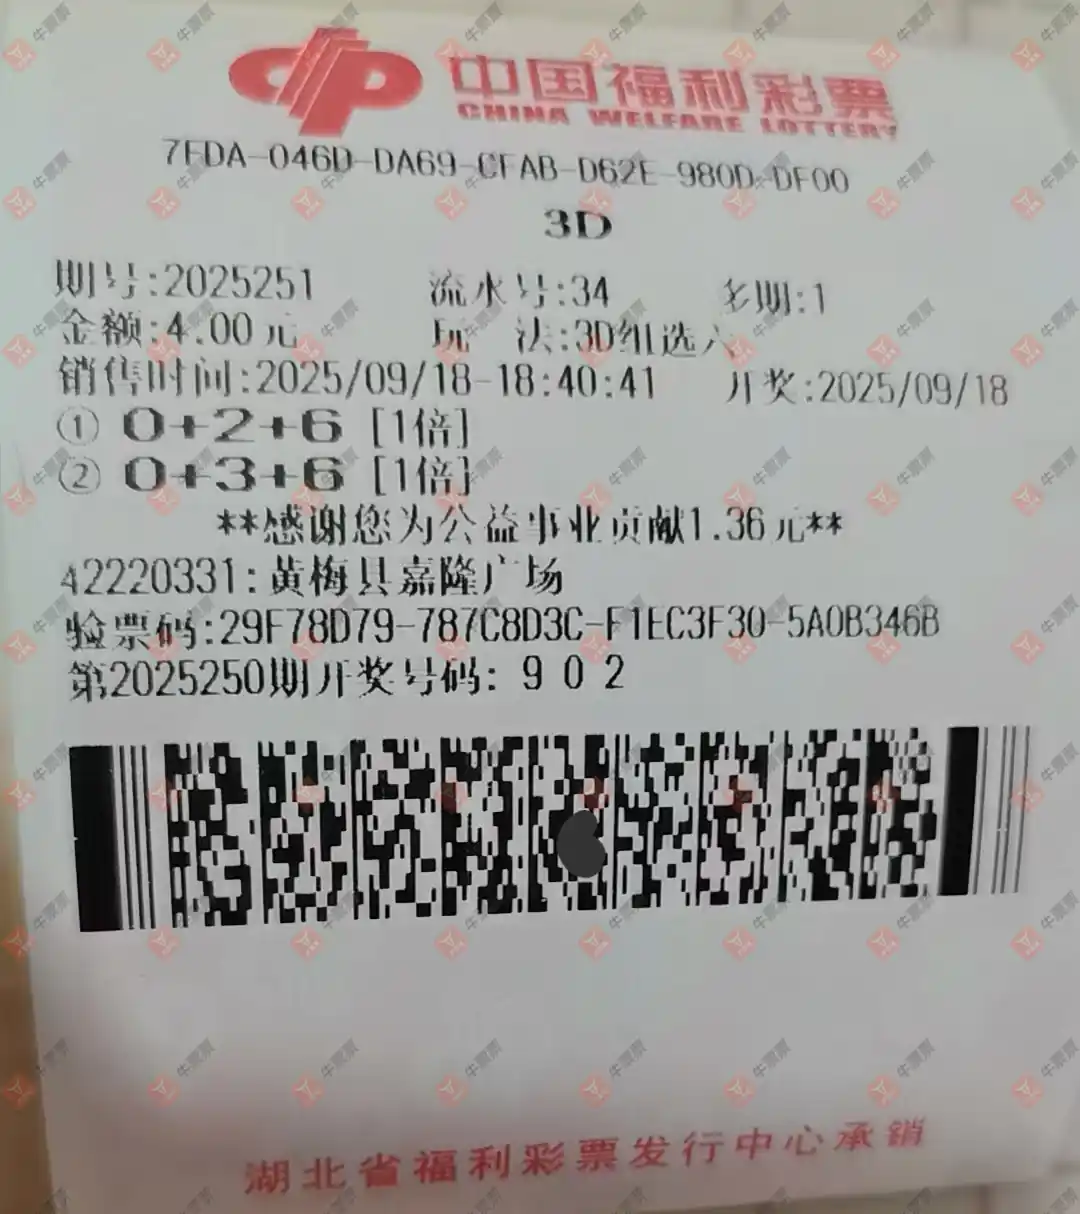 中国福利彩票
CHINA WELFARE LOTTERY
7FDA-046D-DA69-CFAB-D62E-980D-DF00
3D
期号:2025251 流水号:34 多期:1
金额:4.00元 玩 法:3D组选六
销售时间:2025/09/18-18:40:41 开奖:2025/09/18
① 0+2+6 [1倍]
② 0+3+6 [1倍]
**感谢您为公益事业贡献1.36元**
42220331:黄梅县嘉隆广场
验票码:29F78D79-787C8D3C-F1EC3F30-5A0B346B
第2025250期开奖号码: 9 0 2
湖北省福利彩票发行中心承销
牛票票